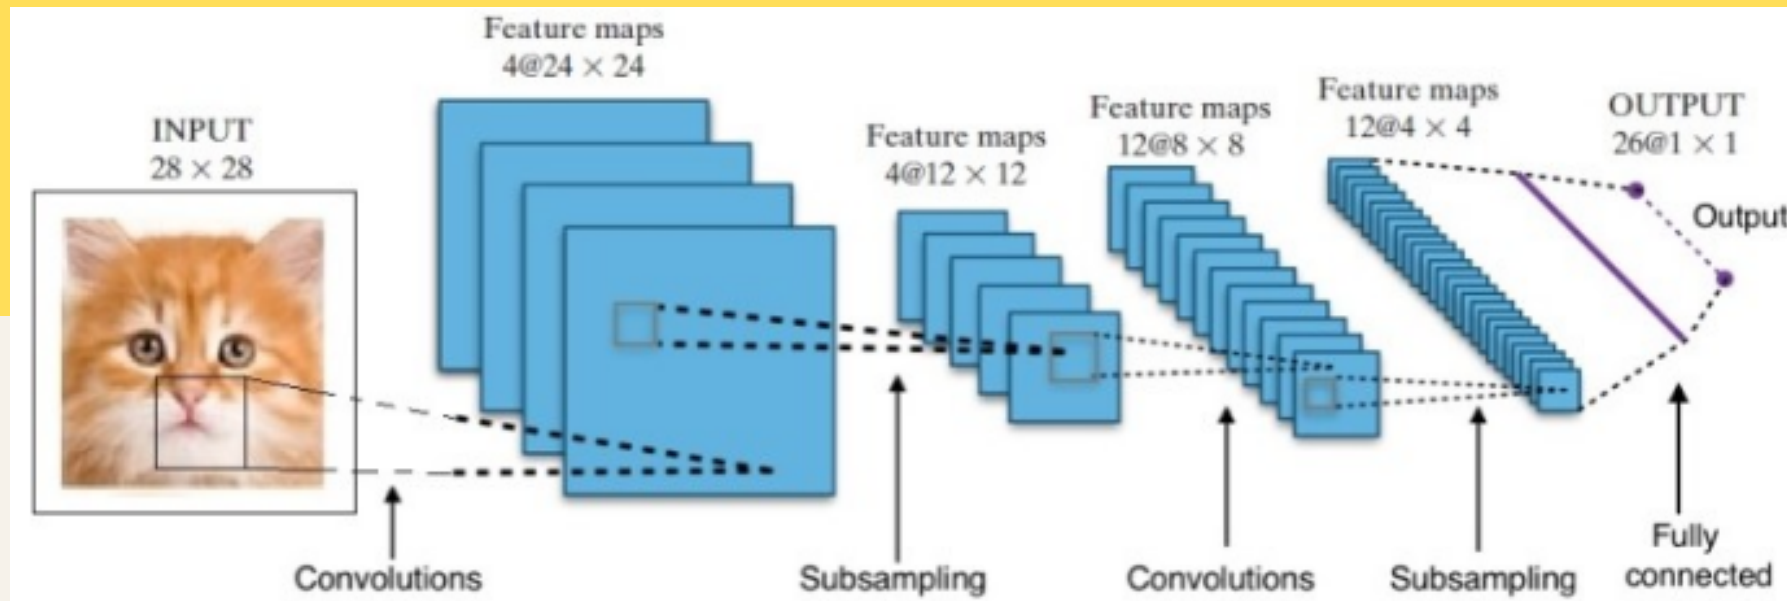 INPUT
28 × 28
Feature maps
4@24 × 24
Feature maps
4@12 × 12
Feature maps
12@8 × 8
Feature maps
12@4 × 4
OUTPUT
26@1 × 1
Output
Convolutions
Subsampling
Convolutions
Subsampling
Fully
connected